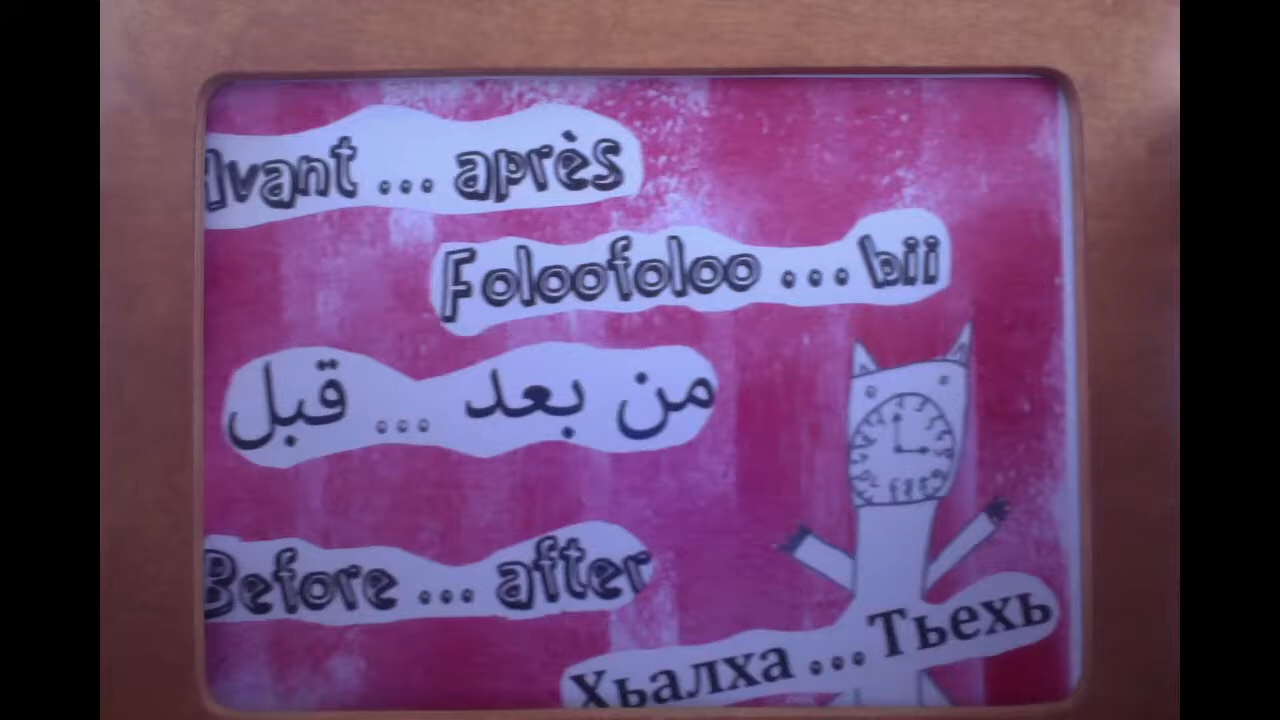 Avant ... après
Foloofoloo ... bii
من بعد ... قبل
Before ... after
Хьалха ... Тьехь